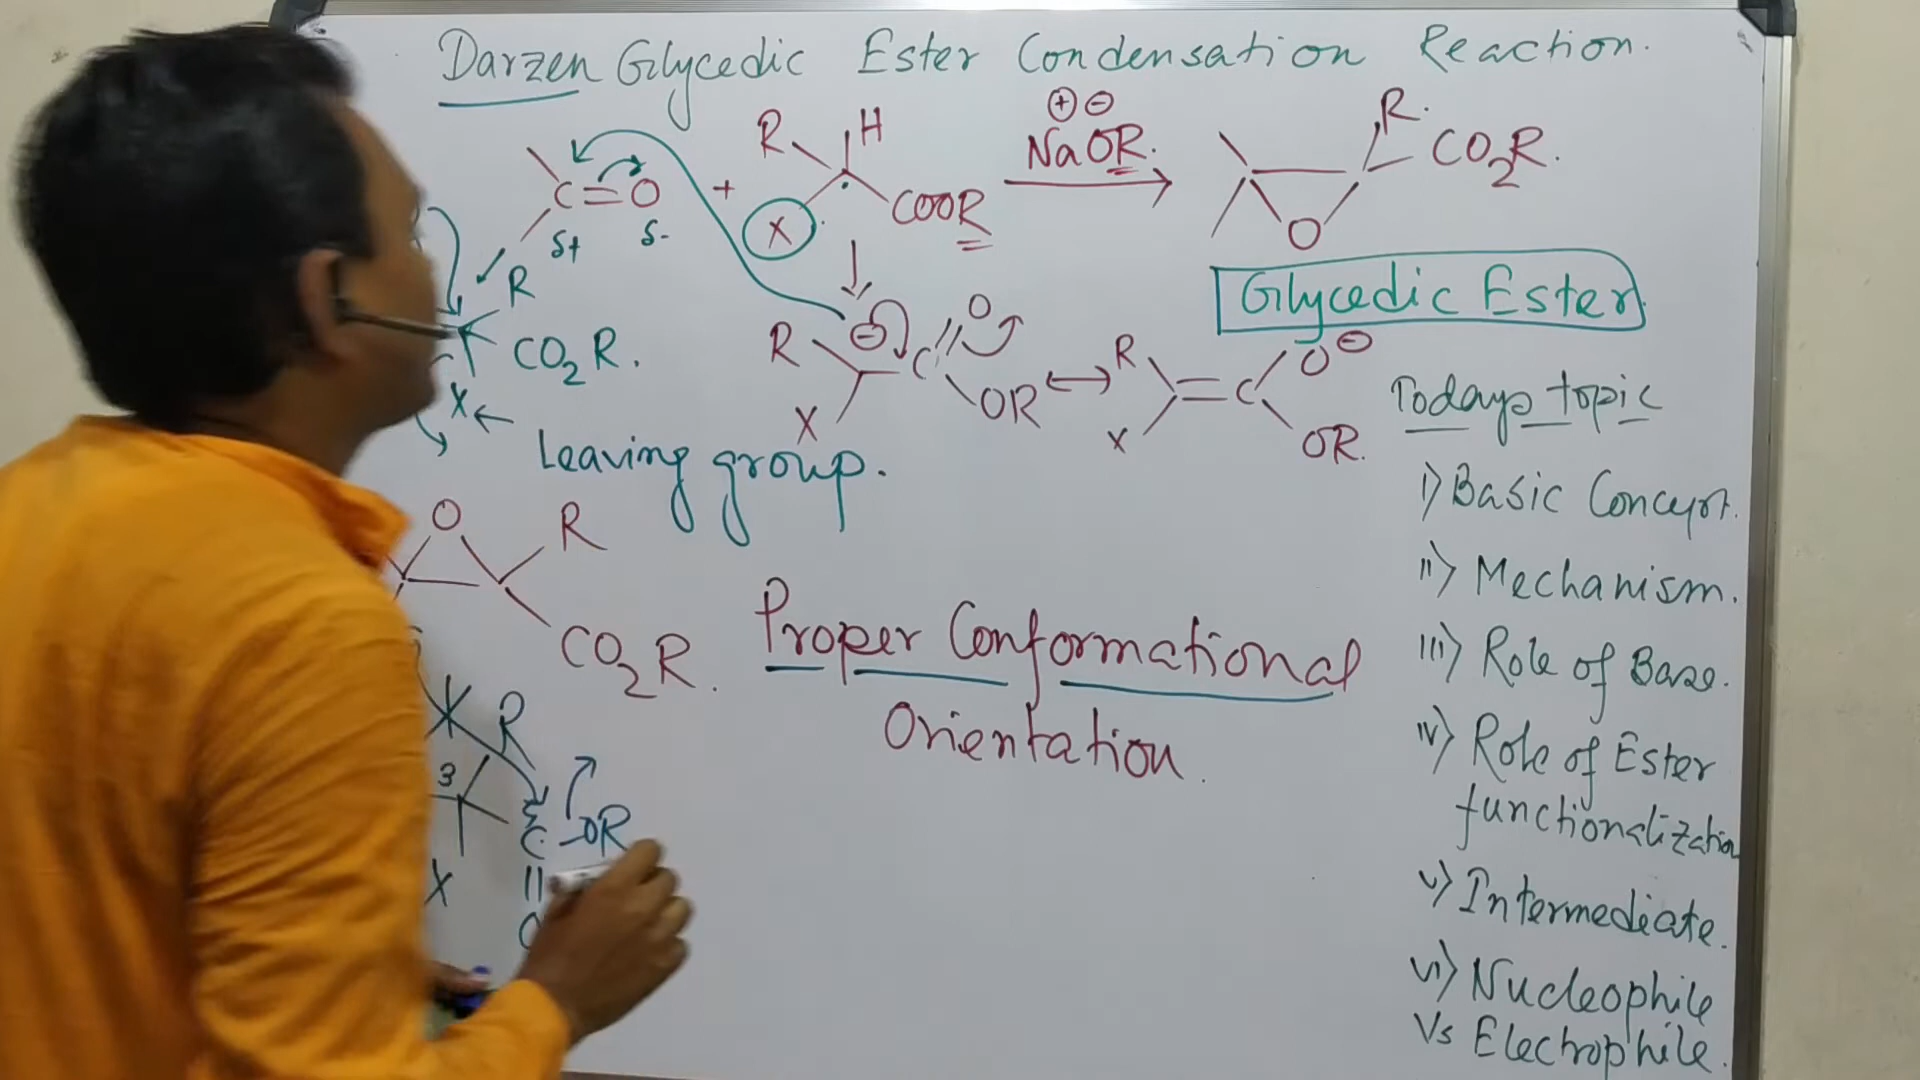 Darzen Glycedic Ester Condensation Reaction.
R H
⊕ ⊖
C=O + X COOR NaOR. R. CO2R.
δ+ δ- O
R Glycedic Ester
CO2R. R ⊖ C O OR ↔ R C O⊖ OR.
X X X
Leaving group.
Todays topic
i) Basic Concept.
ii) Mechanism.
iii) Role of Base.
iv) Role of Ester
functionalization
v) Intermediate.
vi) Nucleophile
Vs Electrophile.
O R
CO2R.
Proper Conformational
Orientation.
R
3
C-OR
X
O